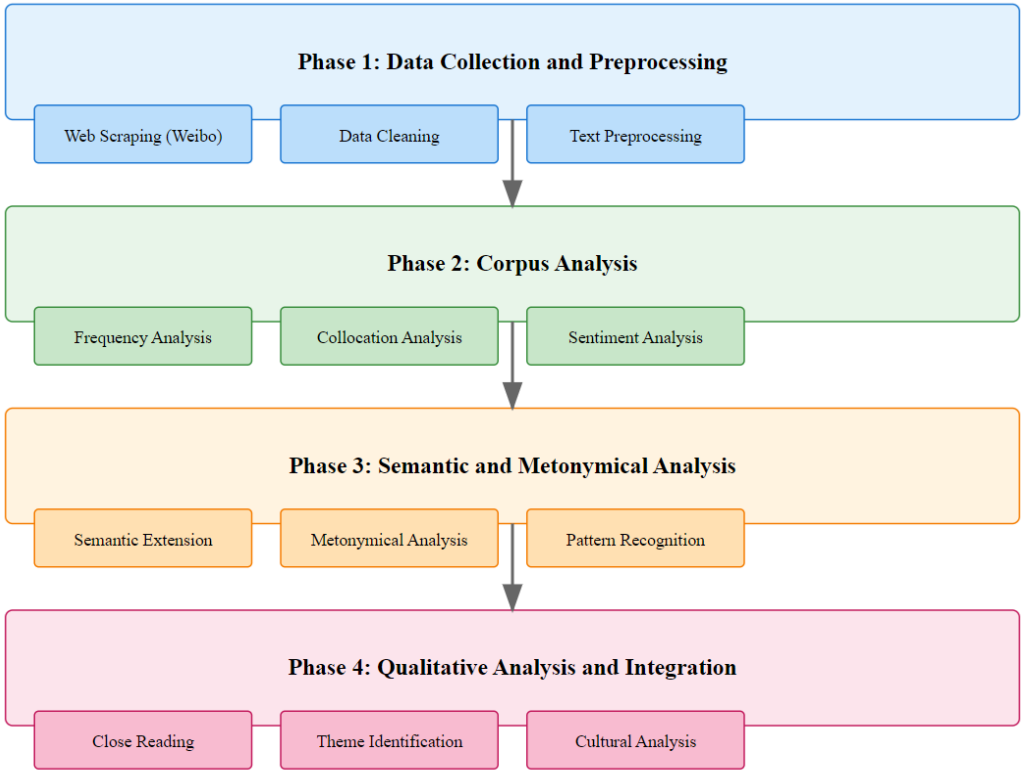 Phase 1: Data Collection and Preprocessing
Web Scraping (Weibo)
Data Cleaning
Text Preprocessing
Phase 2: Corpus Analysis
Frequency Analysis
Collocation Analysis
Sentiment Analysis
Phase 3: Semantic and Metonymical Analysis
Semantic Extension
Metonymical Analysis
Pattern Recognition
Phase 4: Qualitative Analysis and Integration
Close Reading
Theme Identification
Cultural Analysis